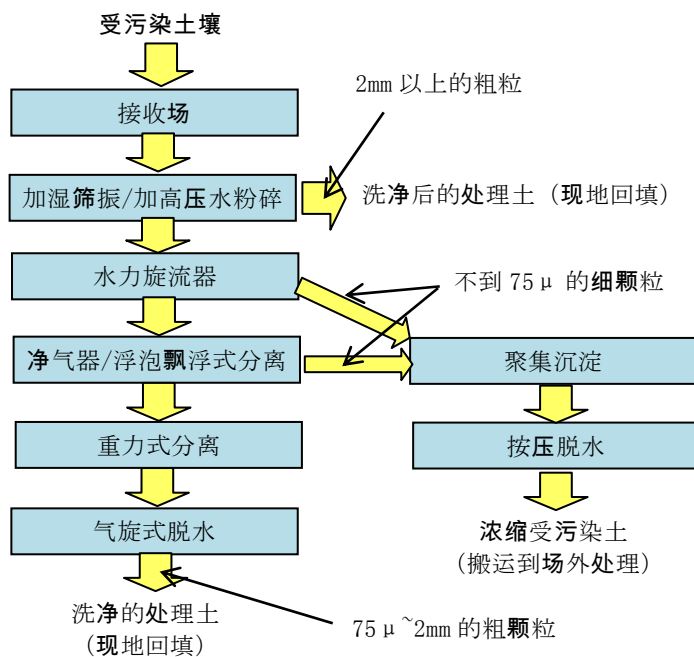 受污染土壤
2mm 以上的粗粒
接收场
加湿筛振/加高压水粉碎
洗净后的处理土（现地回填）
水力旋流器
不到 75μ 的细颗粒
净气器/浮泡飘浮式分离
聚集沉淀
重力式分离
按压脱水
气旋式脱水
浓缩受污染土
(搬运到场外处理)
洗净的处理土
（现地回填）
75μ~2mm 的粗颗粒